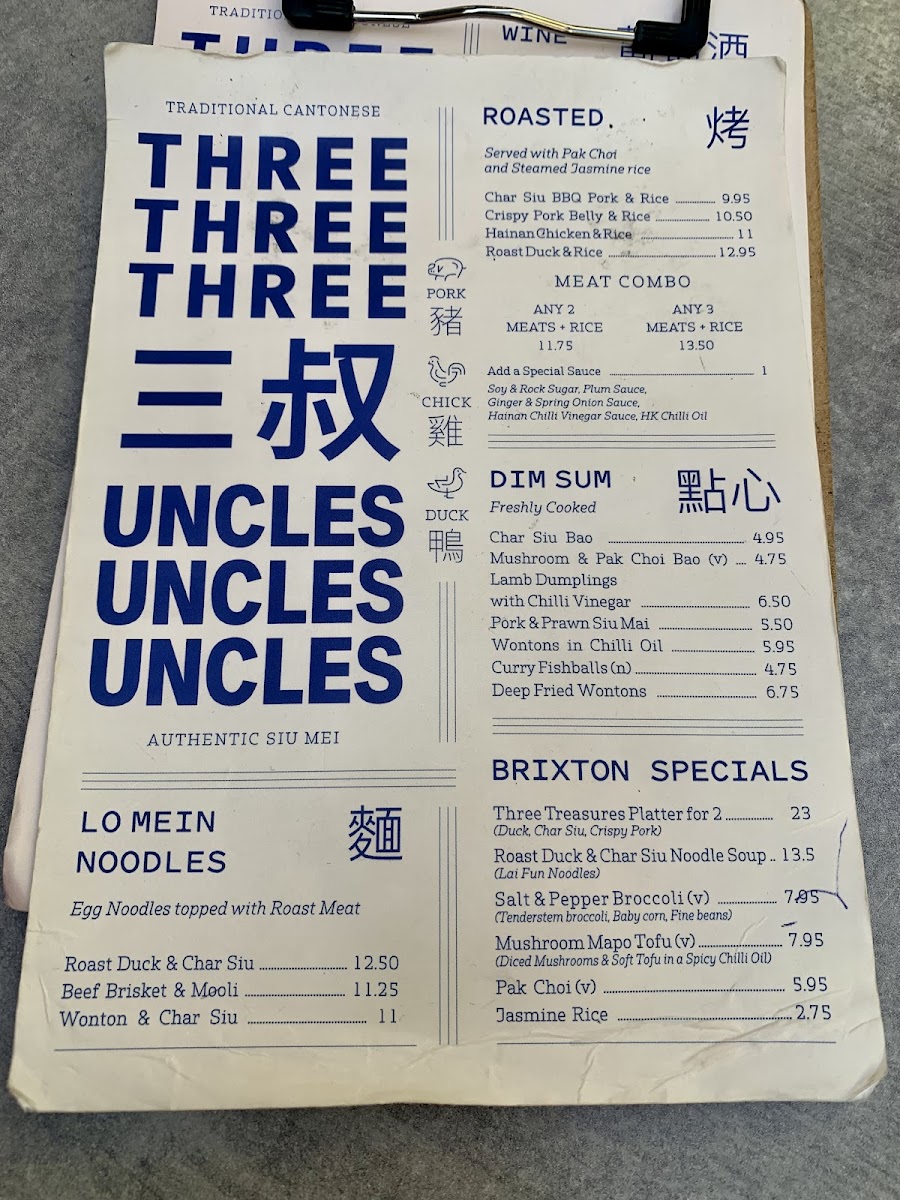 TRADITIO
WINE
THREE
TRADITIONAL CANTONESE
THREE
THREE
THREE
三叔
UNCLES
UNCLES
UNCLES
AUTHENTIC SIU MEI
PORK
豬
CHICK
雞
DUCK
鴨
LO MEIN
NOODLES
麵
Egg Noodles topped with Roast Meat
Roast Duck & Char Siu 12.50
Beef Brisket & Mooli 11.25
Wonton & Char Siu 11
ROASTED
烤
Served with Pak Choi
and Steamed Jasmine rice
Char Siu BBQ Pork & Rice 9.95
Crispy Pork Belly & Rice 10.50
Hainan Chicken & Rice 11
Roast Duck & Rice 12.95
MEAT COMBO
ANY 2 ANY 3
MEATS + RICE MEATS + RICE
11.75 13.50
Add a Special Sauce 1
Soy & Rock Sugar, Plum Sauce,
Ginger & Spring Onion Sauce,
Hainan Chilli Vinegar Sauce, HK Chilli Oil
DIM SUM
點心
Freshly Cooked
Char Siu Bao 4.95
Mushroom & Pak Choi Bao (v) 4.75
Lamb Dumplings
with Chilli Vinegar 6.50
Pork & Prawn Siu Mai 5.50
Wontons in Chilli Oil 5.95
Curry Fishballs (n) 4.75
Deep Fried Wontons 6.75
BRIXTON SPECIALS
Three Treasures Platter for 2 23
(Duck, Char Siu, Crispy Pork)
Roast Duck & Char Siu Noodle Soup 13.5
(Lai Fun Noodles)
Salt & Pepper Broccoli (v) 7.95
(Tenderstem broccoli, Baby corn, Fine beans)
Mushroom Mapo Tofu (v) 7.95
(Diced Mushrooms & Soft Tofu in a Spicy Chilli Oil)
Pak Choi (v) 5.95
Jasmine Rice 2.75